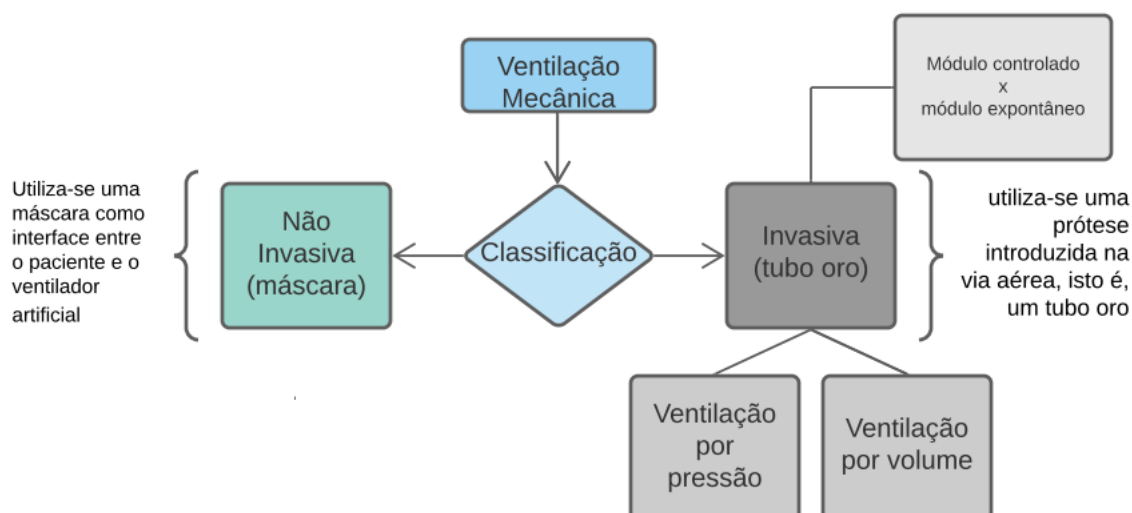 Ventilação
Mecânica
Módulo controlado
x
módulo expontâneo
Utiliza-se uma
máscara como
interface entre
o paciente e o
ventilador
artificial
Não
Invasiva
(máscara)
Classificação
Invasiva
(tubo oro)
utiliza-se uma
prótese
introduzida na
via aérea, isto é,
um tubo oro
Ventilação
por
pressão
Ventilação
por volume